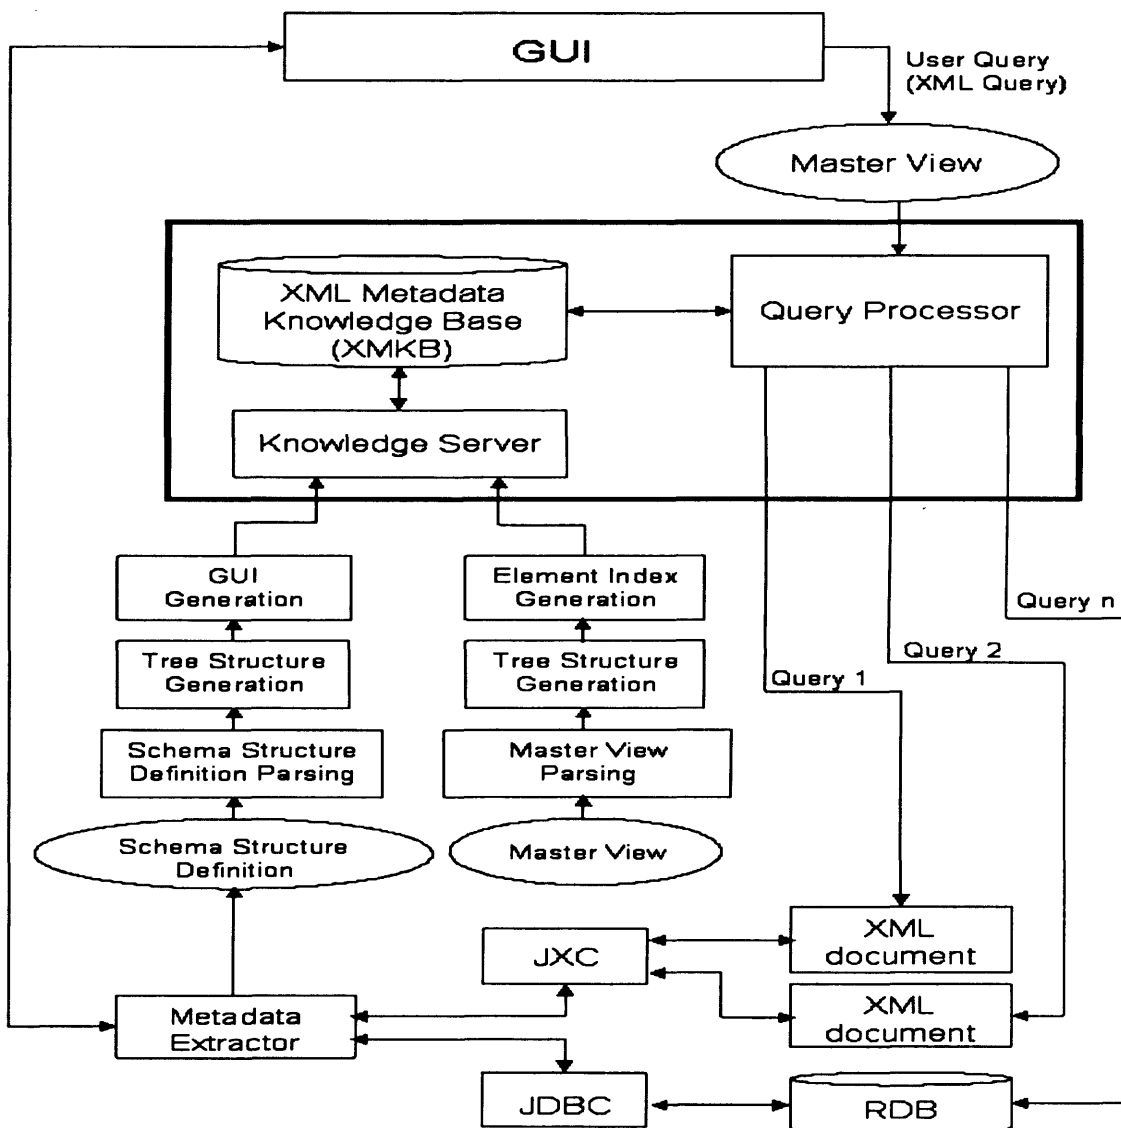 GUI
User Query
(XML Query)
Master View
XML Metadata
Knowledge Base
(XMKB)
Query Processor
Knowledge Server
GUI
Generation
Element Index
Generation
Query n
Tree Structure
Generation
Tree Structure
Generation
Query 2
Query 1
Schema Structure
Definition Parsing
Master View
Parsing
Schema Structure
Definition
Master View
JXC
XML
document
Metadata
Extractor
XML
document
JDBC
RDB